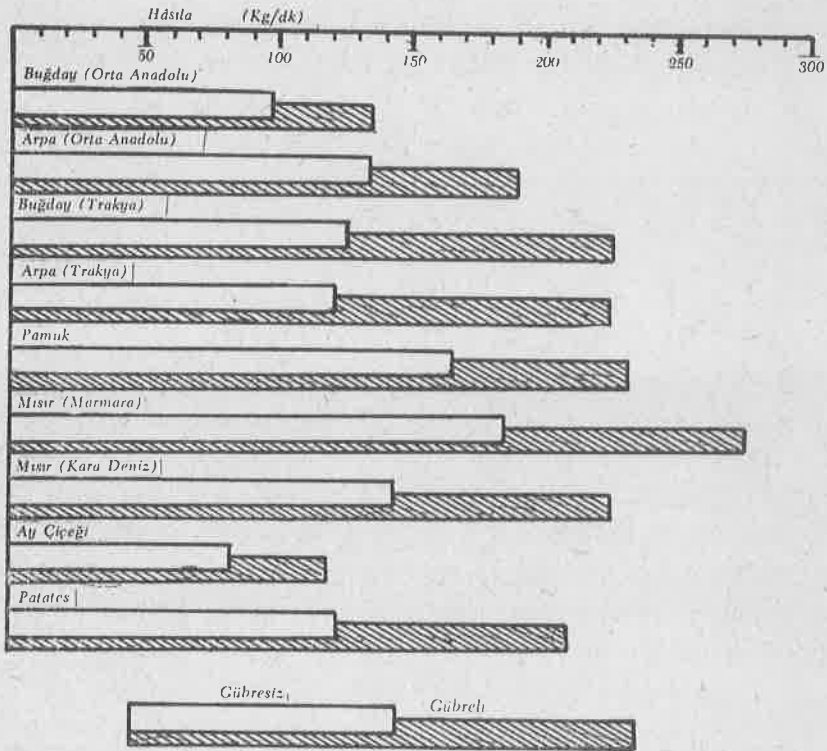 Hâsıla (Kg/dk)
50 100 150 200 250 300
Buğday (Orta Anadolu)
Arpa (Orta Anadolu)
Buğday (Trakya)
Arpa (Trakya)
Pamuk
Mısır (Marmara)
Mısır (Kara Deniz)
Ay Çiçeği
Patates
Gübresiz Gübreli